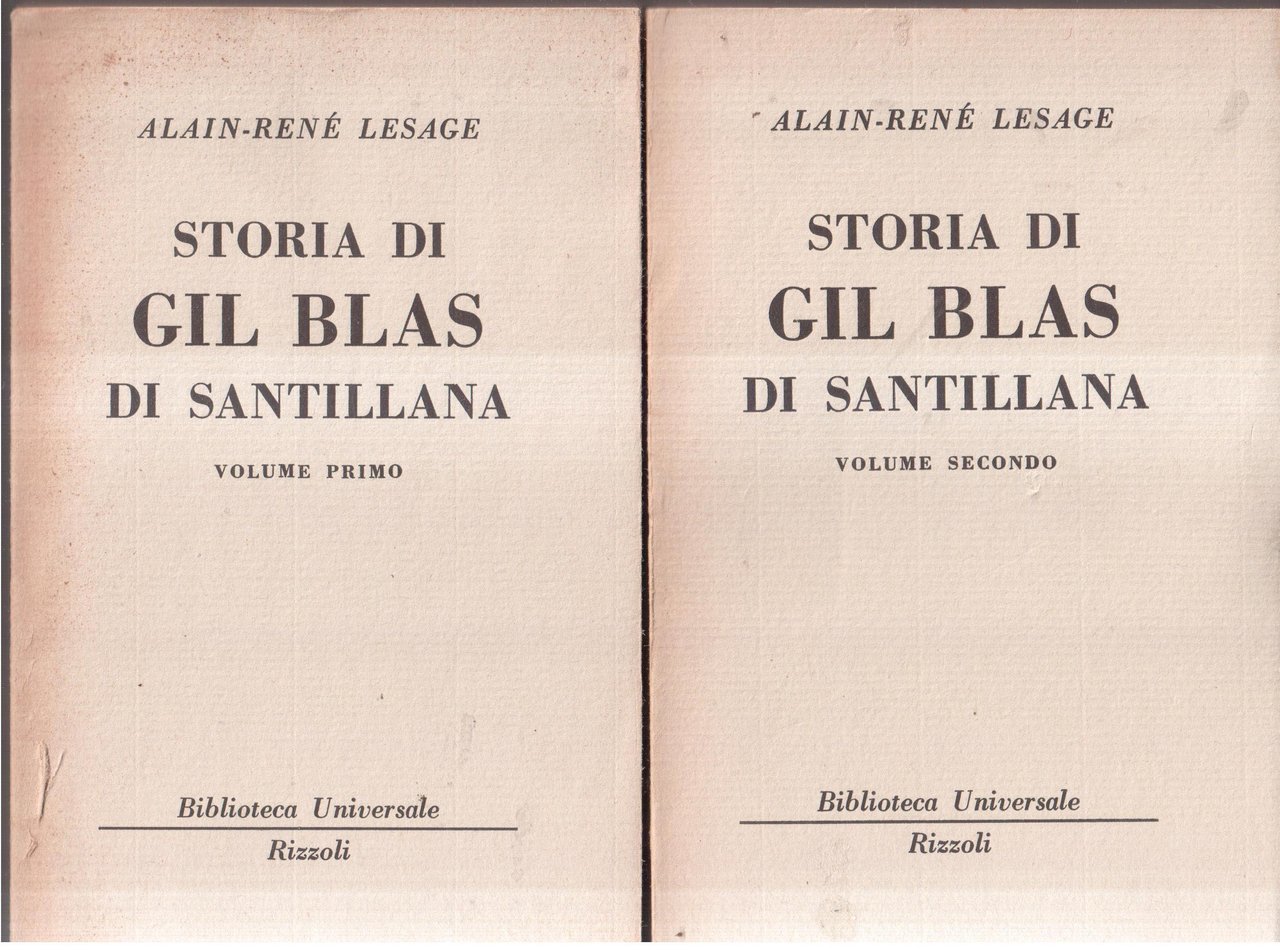 ALAIN-RENÉ LESAGE
STORIA DI
GIL BLAS
DI SANTILLANA
VOLUME PRIMO
Biblioteca Universale
Rizzoli
ALAIN-RENÉ LESAGE
STORIA DI
GIL BLAS
DI SANTILLANA
VOLUME SECONDO
Biblioteca Universale
Rizzoli